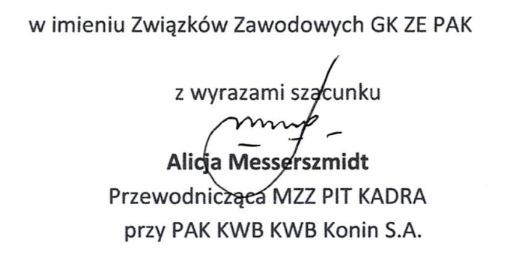 w imieniu Związków Zawodowych GK ZE PAK
z wyrazami szacunku
Alicja Messerszmidt
Przewodnicząca MZZ PIT KADRA
przy PAK KWB KWB Konin S.A.